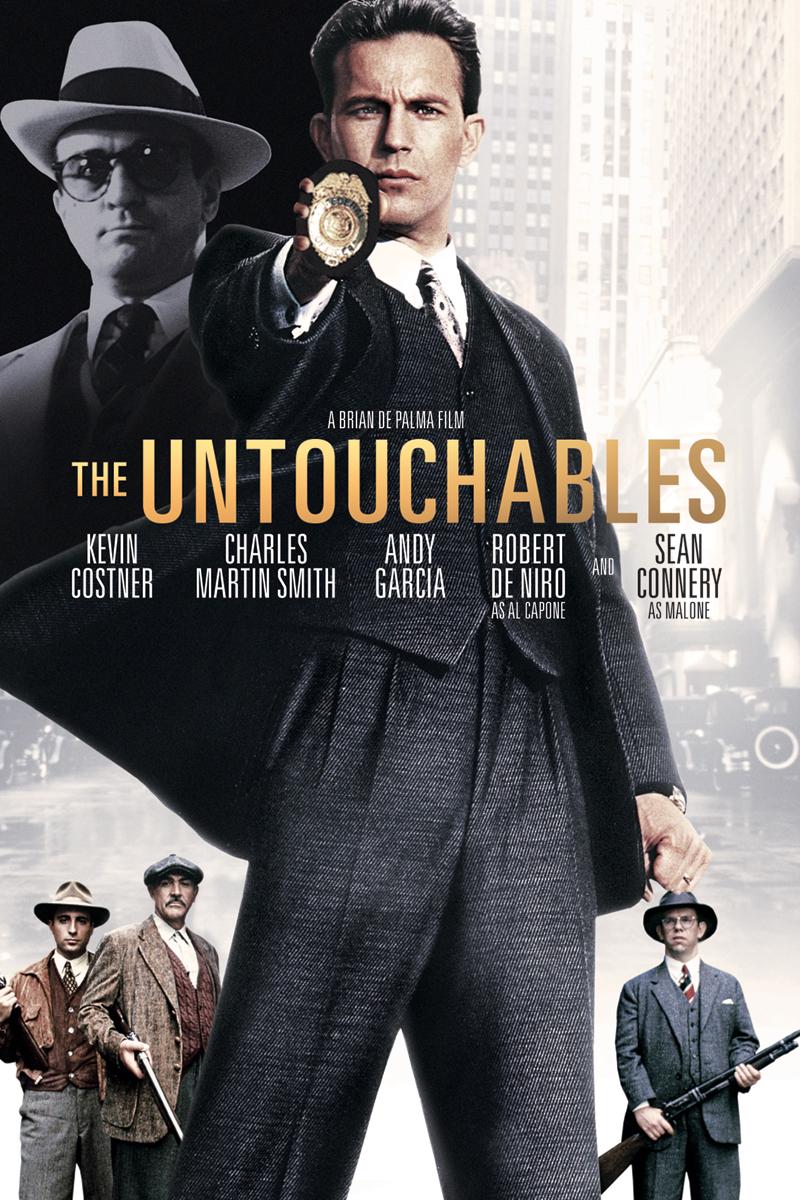 A BRIAN DE PALMA FILM
THE UNTOUCHABLES
KEVIN COSTNER
CHARLES MARTIN SMITH
ANDY GARCIA
ROBERT DE NIRO
AS AL CAPONE
AND
SEAN CONNERY
AS MALONE